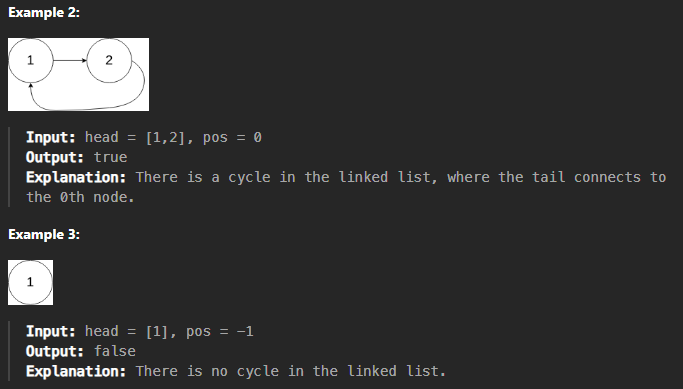 Example 2:
1 2
Input: head = [1,2], pos = 0
Output: true
Explanation: There is a cycle in the linked list, where the tail connects to
the 0th node.
Example 3:
1
Input: head = [1], pos = -1
Output: false
Explanation: There is no cycle in the linked list.